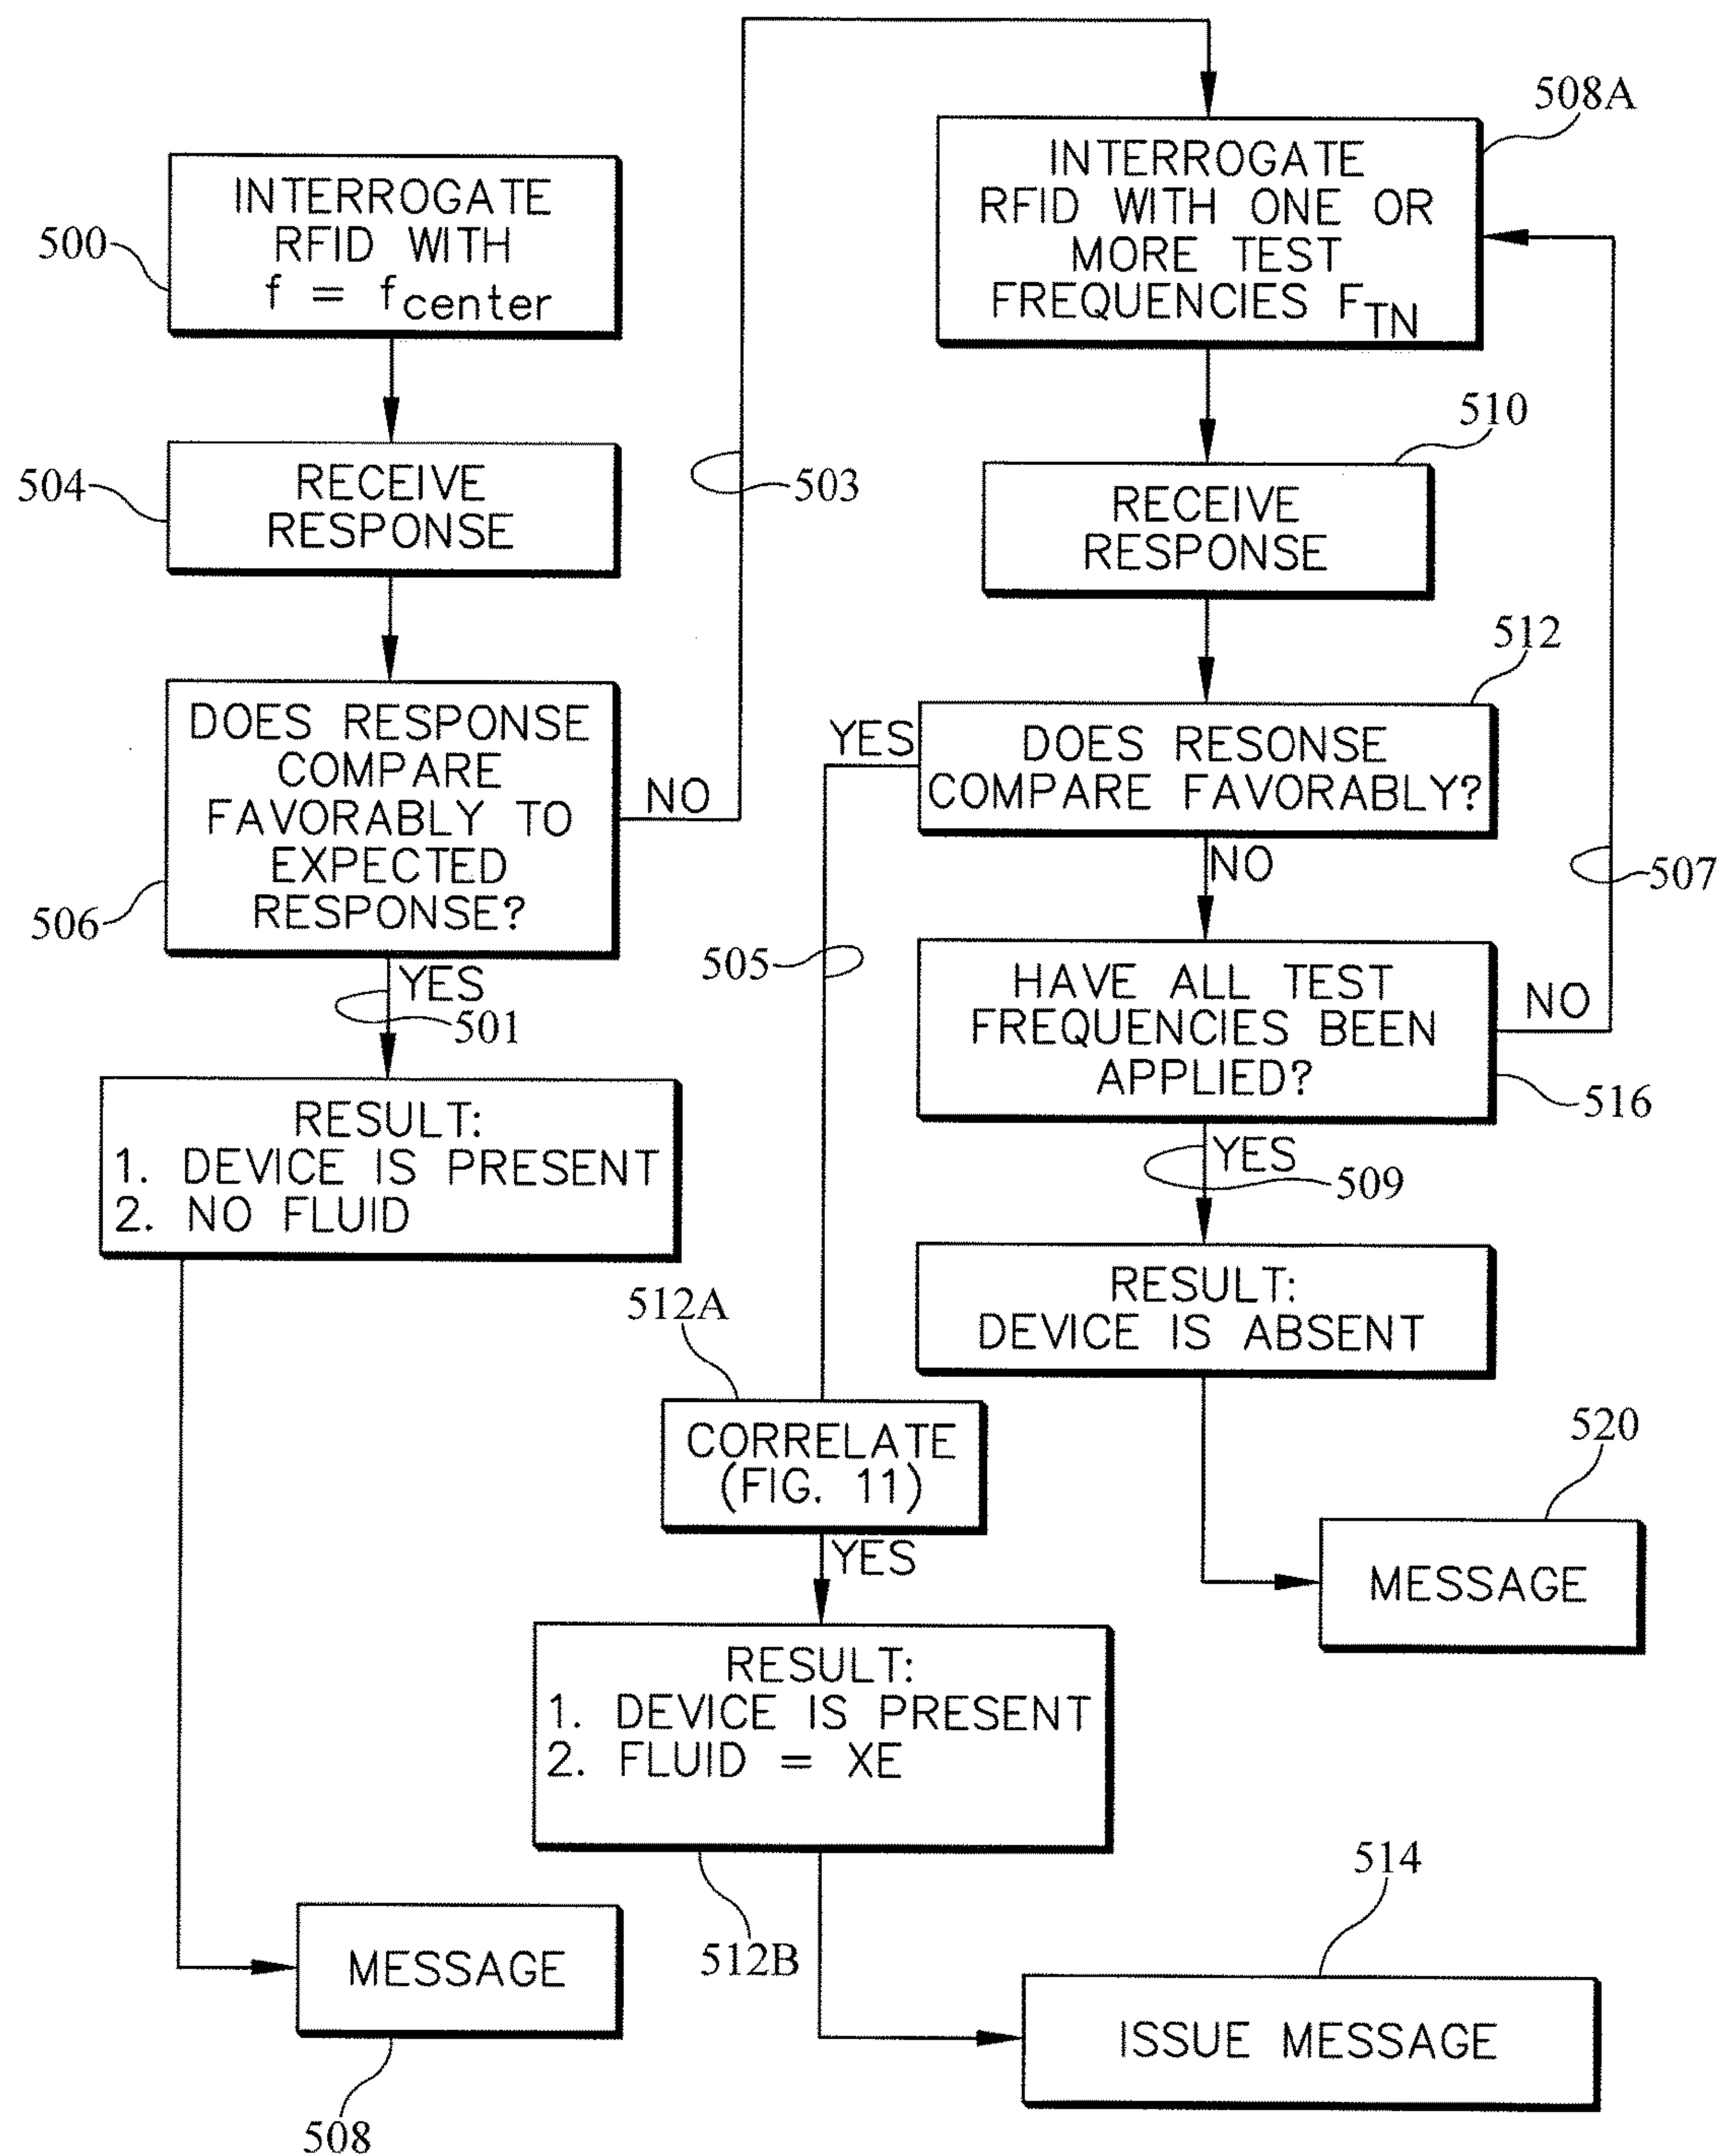 500
INTERROGATE
RFID WITH
f = fcenter
504
RECEIVE
RESPONSE
506
DOES RESPONSE
COMPARE
FAVORABLY TO
EXPECTED
RESPONSE?
NO
503
YES
501
RESULT:
1. DEVICE IS PRESENT
2. NO FLUID
MESSAGE
508
508A
INTERROGATE
RFID WITH ONE OR
MORE TEST
FREQUENCIES FTN
510
RECEIVE
RESPONSE
512
DOES RESONSE
COMPARE FAVORABLY?
YES
505
NO
HAVE ALL TEST
FREQUENCIES BEEN
APPLIED?
516
NO
507
YES
509
RESULT:
DEVICE IS ABSENT
520
MESSAGE
512A
CORRELATE
(FIG. 11)
YES
RESULT:
1. DEVICE IS PRESENT
2. FLUID = XE
512B
514
ISSUE MESSAGE